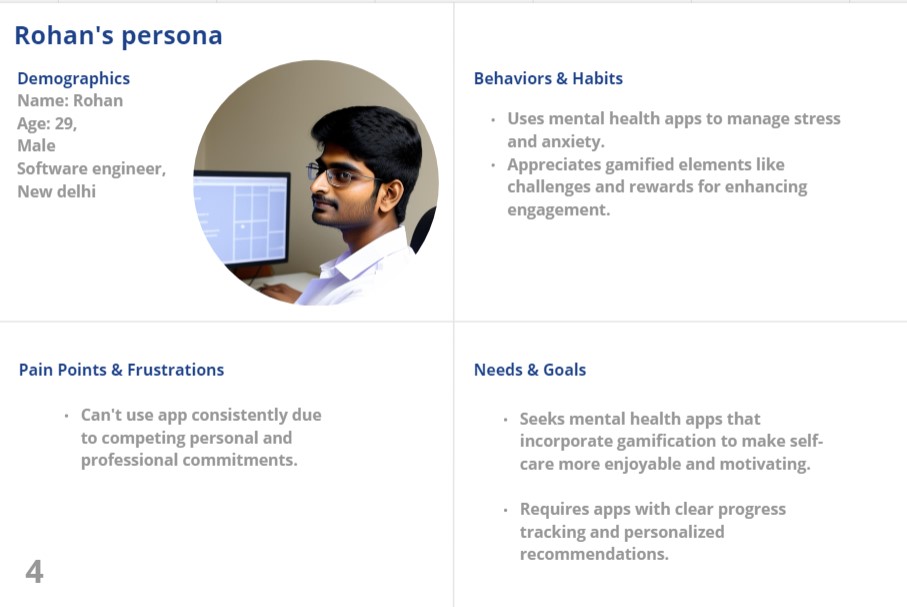 Rohan's persona
Demographics
Name: Rohan
Age: 29,
Male
Software engineer,
New delhi
Behaviors & Habits
· Uses mental health apps to manage stress
and anxiety.
· Appreciates gamified elements like
challenges and rewards for enhancing
engagement.
Pain Points & Frustrations
· Can't use app consistently due
to competing personal and
professional commitments.
Needs & Goals
· Seeks mental health apps that
incorporate gamification to make self-
care more enjoyable and motivating.
· Requires apps with clear progress
tracking and personalized
recommendations.
4